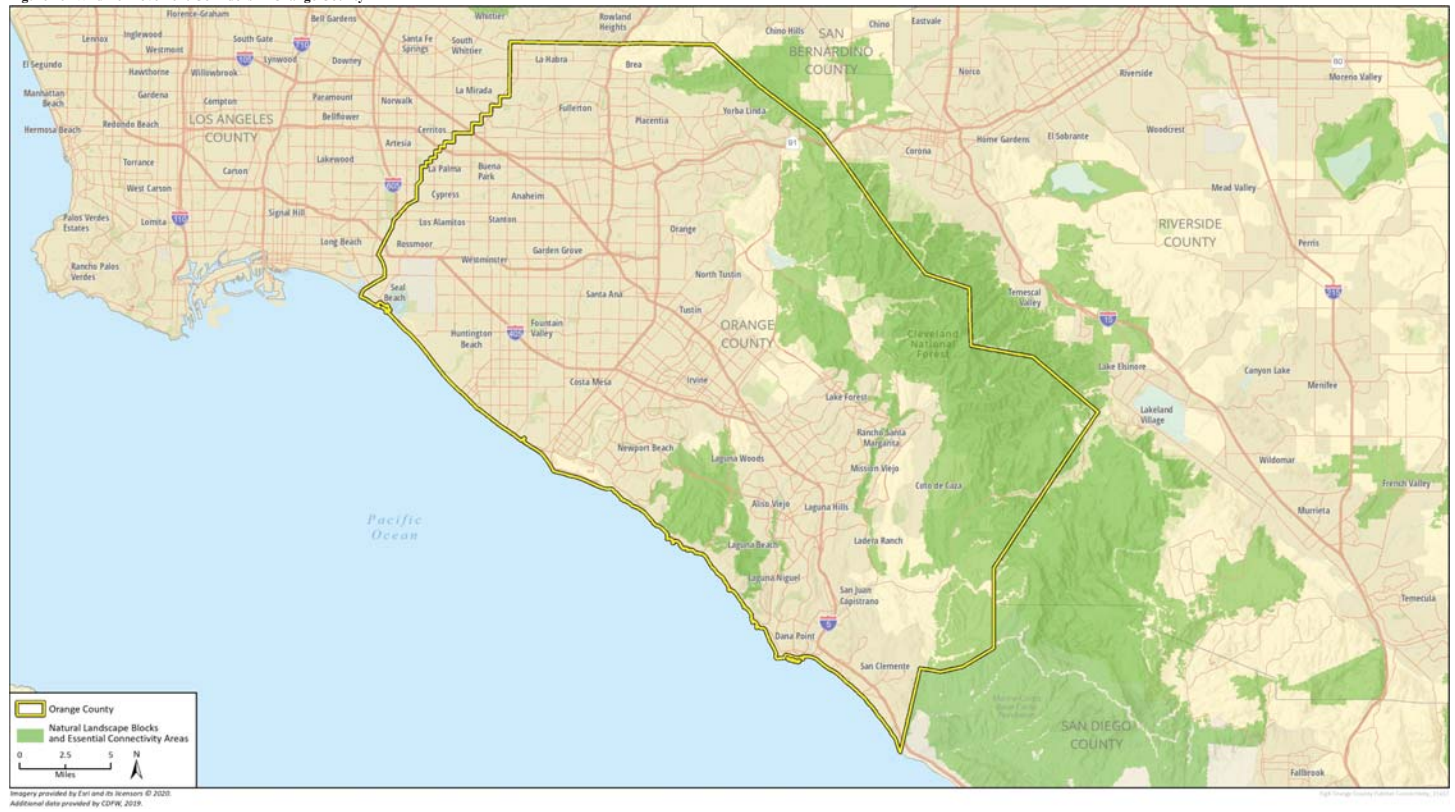 Florence-Graham
Bell Gardens
Whittier
Rowland
Heights
Chino Hills
Chino
Eastvale
Lennox
Inglewood
Westmont
South Gate
710
Lynwood
Downey
Santa Fe
Springs
South
Whittier
La Habra
Brea
SAN
BERNARDINO
COUNTY
El Segundo
Hawthorne
Willowbrook
Norco
Riverside
60
Moreno Valley
Manhattan
Beach
Gardena
Compton
Paramount
Norwalk
La Mirada
Fullerton
Yorba Linda
Hermosa Beach
Redondo Beach
LOS ANGELES
COUNTY
Bellflower
Cerritos
Placentia
Home Gardens
El Sobrante
Woodcrest
Artesia
91
Corona
Torrance
Carson
Lakewood
La Palma
Buena
Park
West Carson
605
Cypress
Anaheim
Mead Valley
Palos Verdes
Estates
Lomita
110
Signal Hill
Los Alamitos
Stanton
Orange
RIVERSIDE
COUNTY
Long Beach
Rossmoor
Garden Grove
Perris
Rancho Palos
Verdes
Westminster
North Tustin
Seal
Beach
Santa Ana
Tustin
Temescal
Valley
215
15
Huntington
Beach
405
Fountain
Valley
ORANGE
COUNTY
Cleveland
National
Forest
Lake Elsinore
Canyon Lake
Menifee
Costa Mesa
Irvine
Lake Forest
Lakeland
Village
Rancho Santa
Margarita
Newport Beach
Laguna Woods
Mission Viejo
Wildomar
Coto de Caza
French Valley
Aliso Viejo
Laguna Hills
Murrieta
Pacific
Ocean
Laguna Beach
Ladera Ranch
Laguna Niguel
San Juan
Capistrano
Temecula
5
Dana Point
San Clemente
SAN DIEGO
COUNTY
Fallbrook
Orange County
Natural Landscape Blocks
and Essential Connectivity Areas
0 2.5 5
Miles
N
Imagery provided by Esri and its licensors © 2020.
Additional data provided by CDFW, 2019.